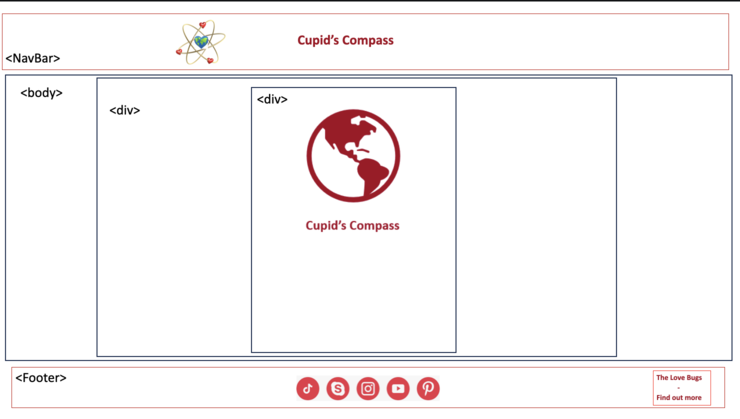 Cupid's Compass
<NavBar>
<body>
<div>
<div>
Cupid's Compass
<Footer>
The Love Bugs
-
Find out more